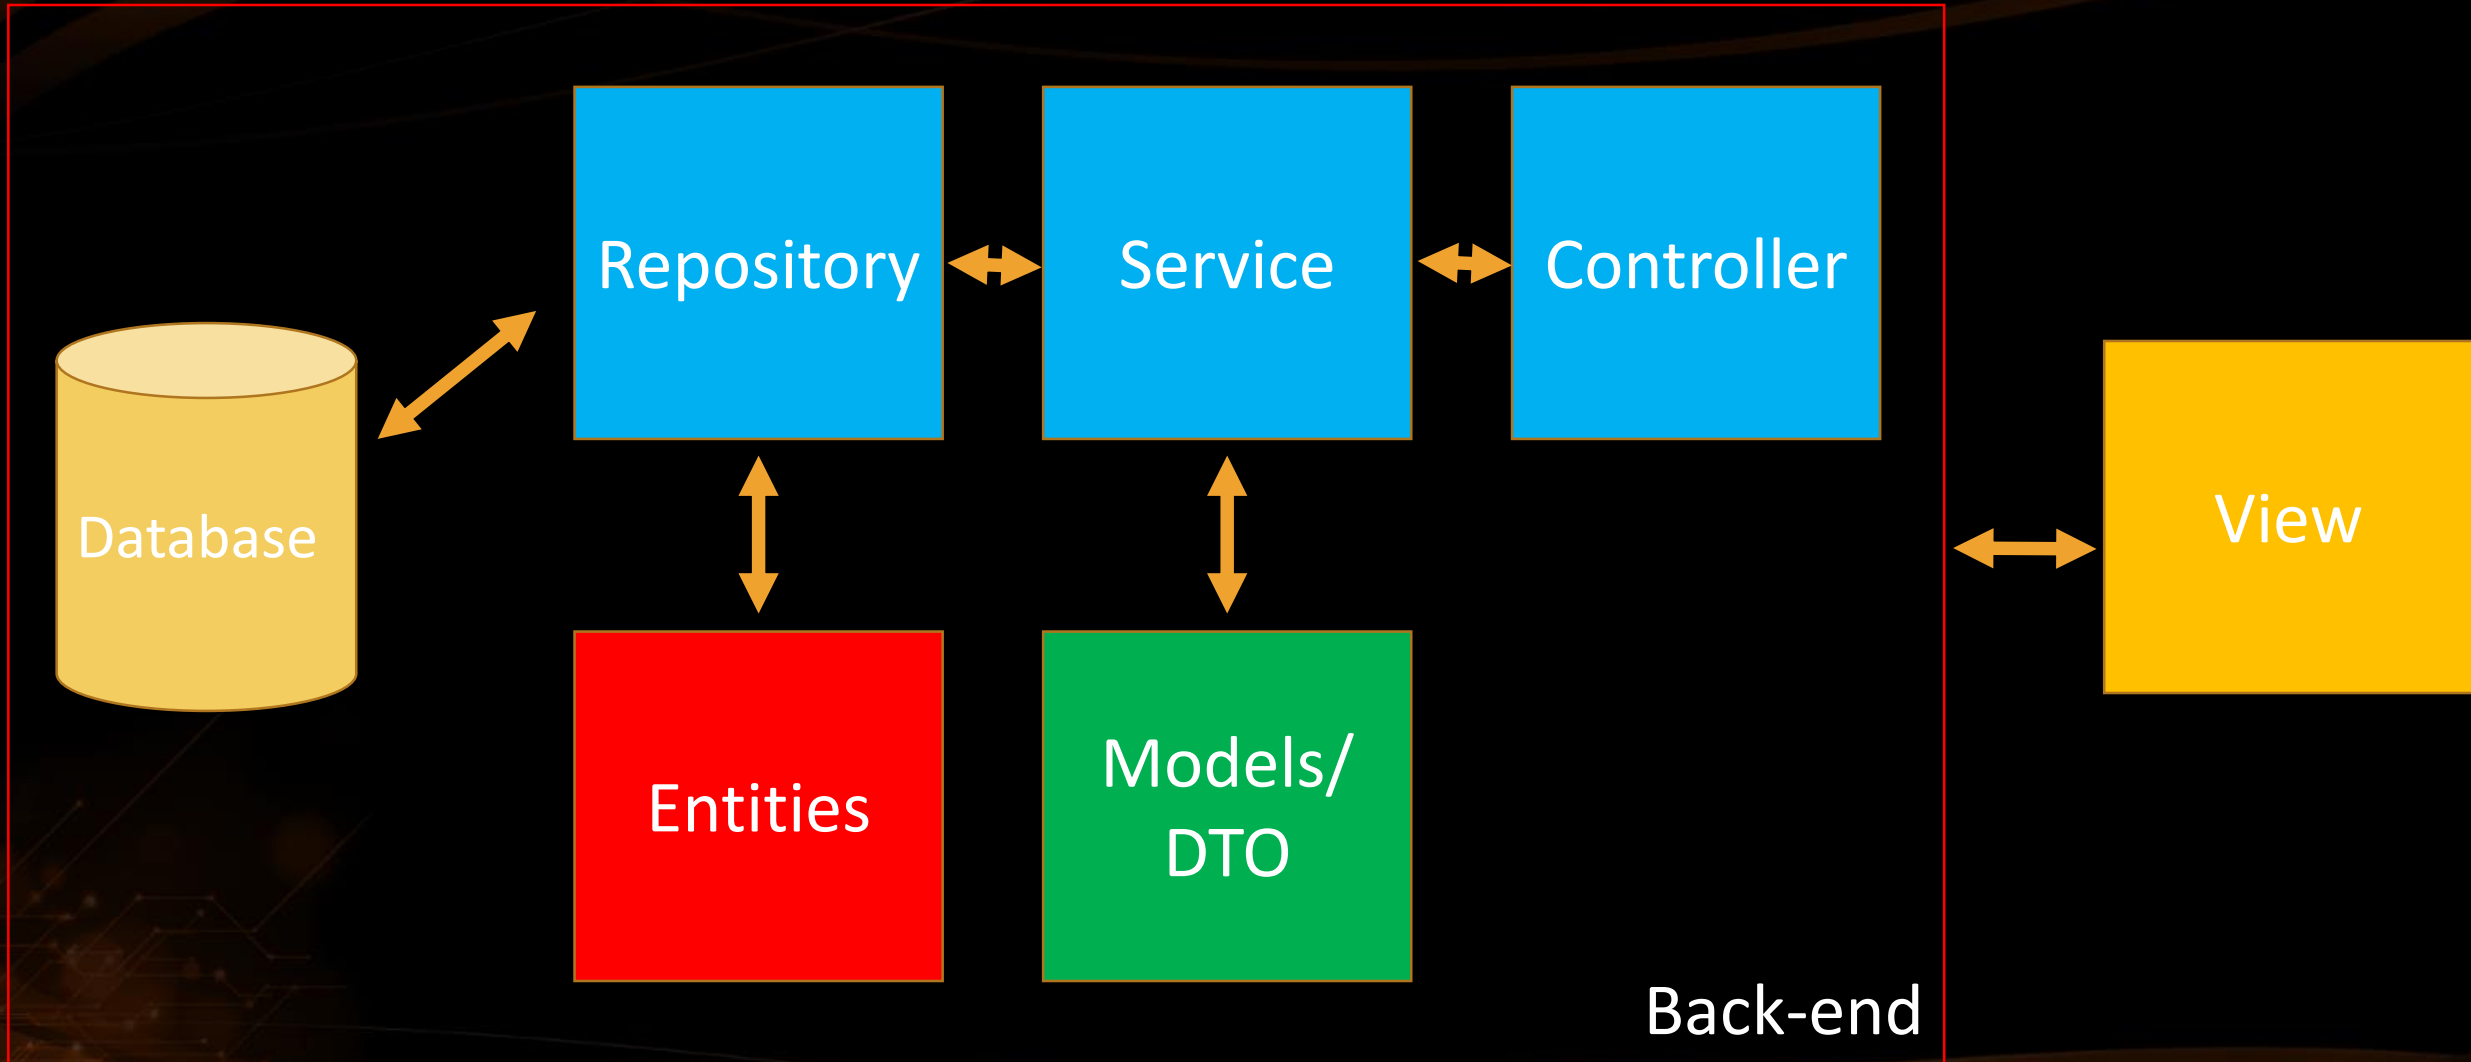 Repository
Service
Controller
Database
View
Entities
Models/
DTO
Back-end